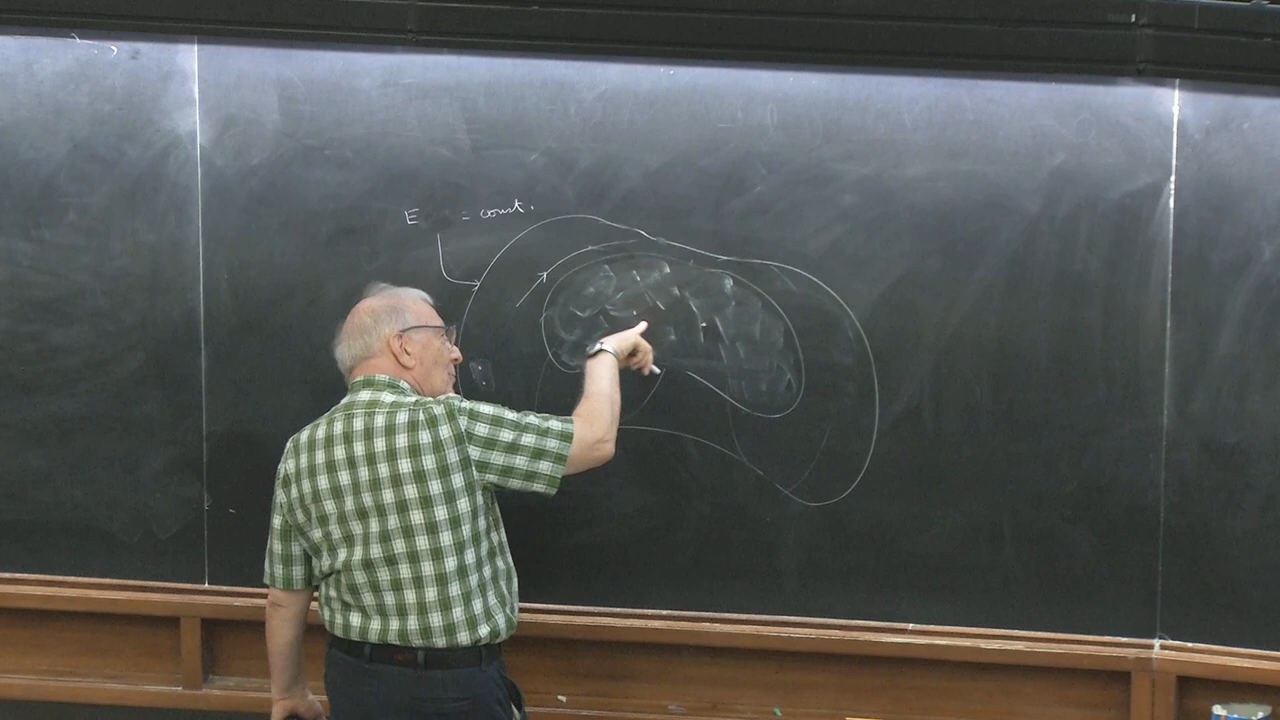 E = const.